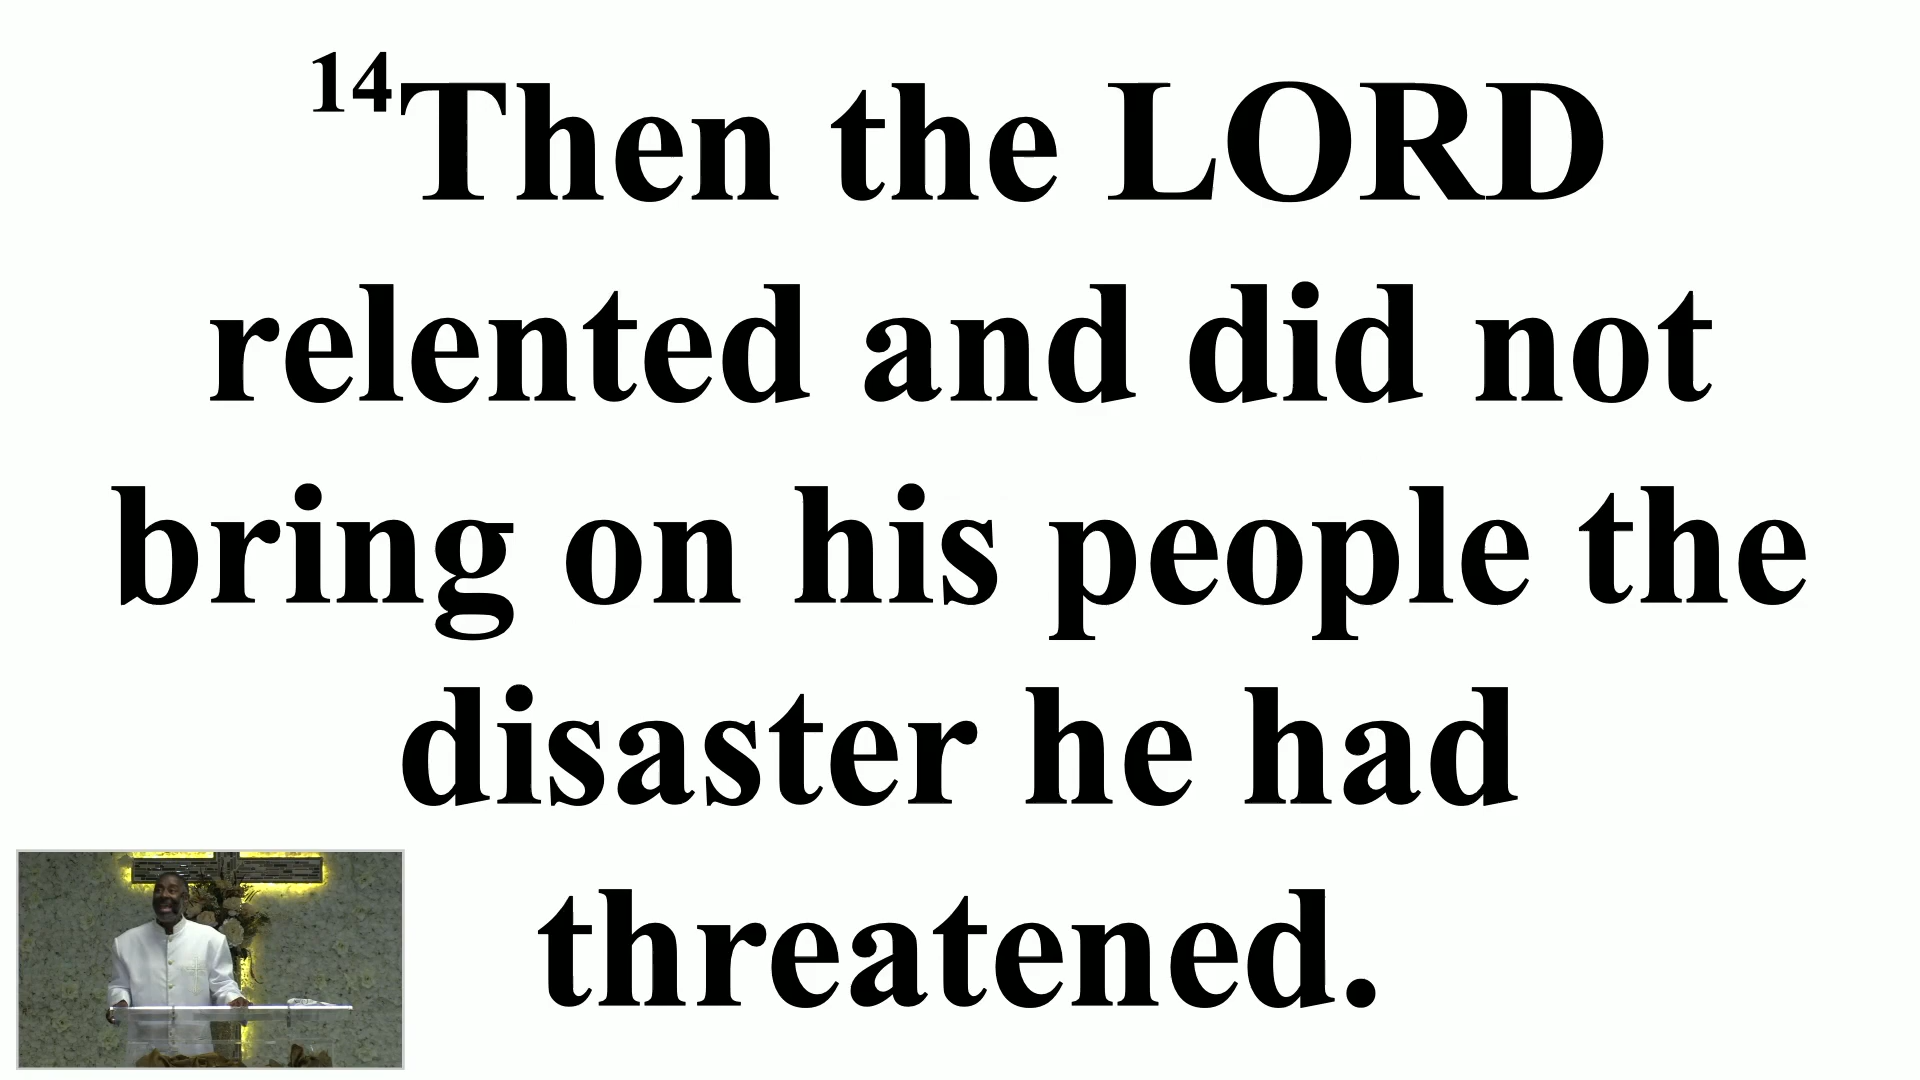 14Then the LORD
relented and did not
bring on his people the
disaster he had
threatened.